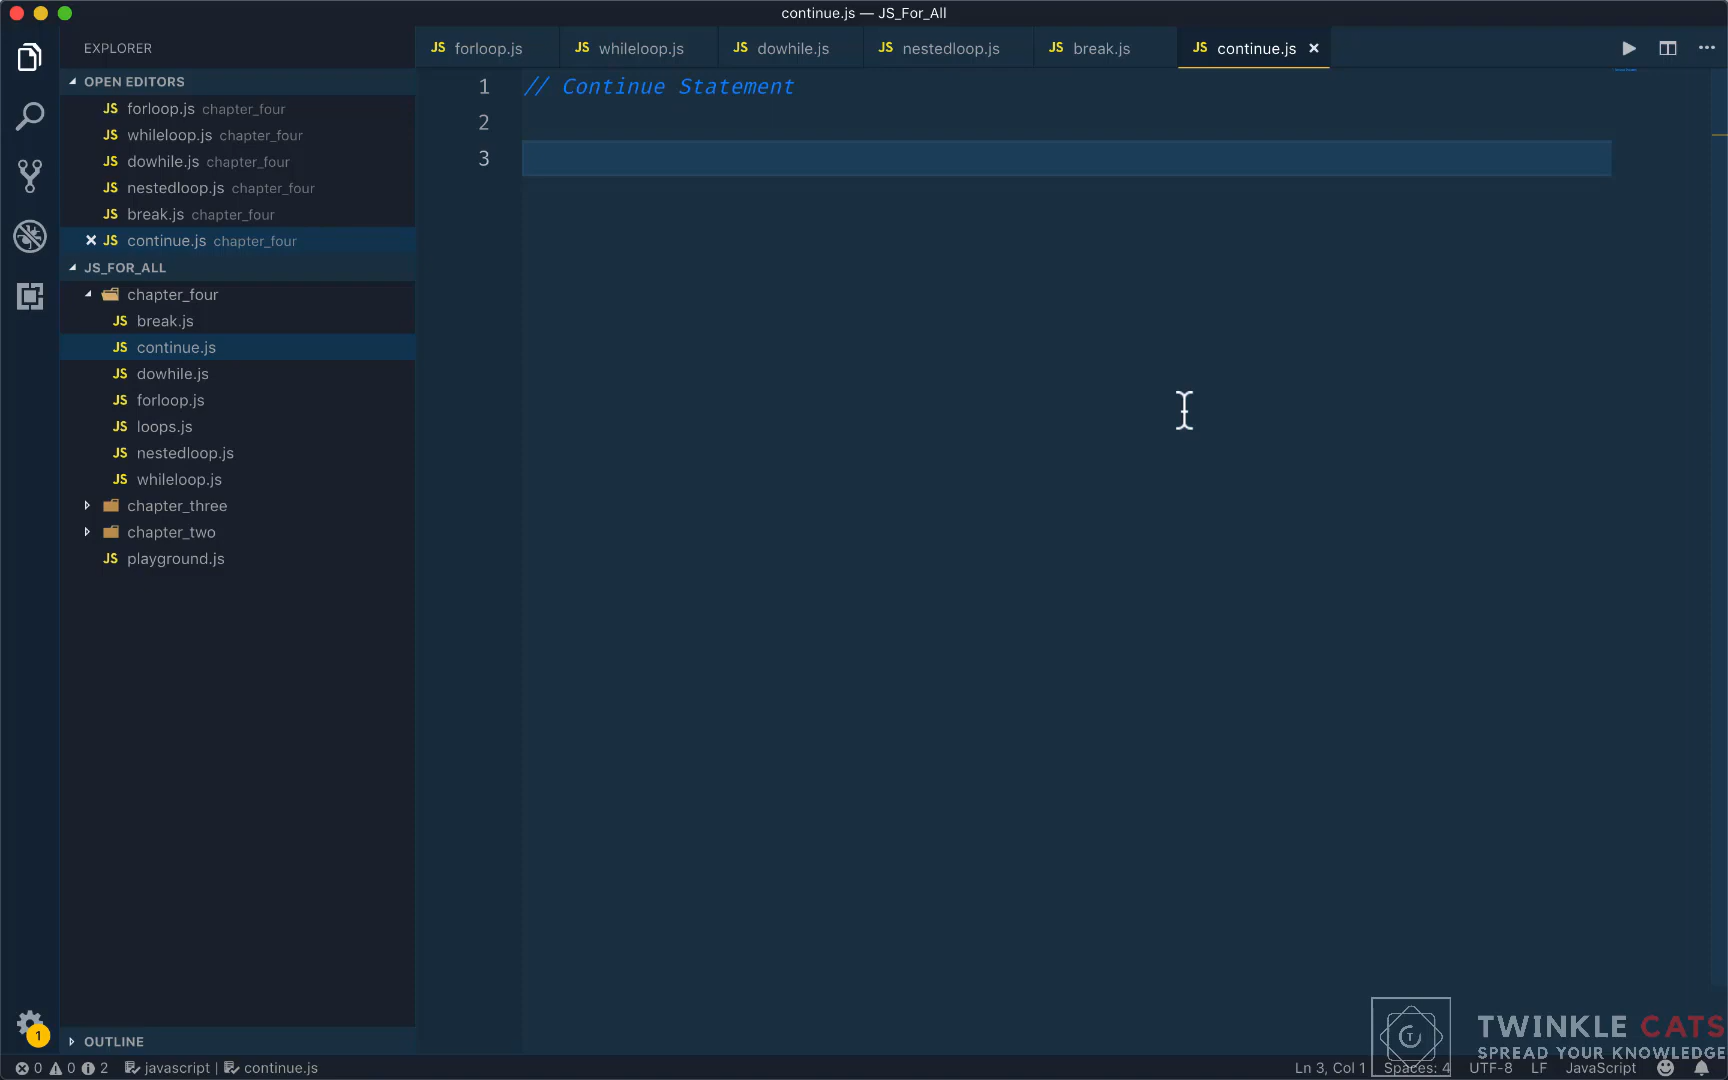 continue.js — JS_For_All
EXPLORER
OPEN EDITORS
JS forloop.js chapter_four
JS whileloop.js chapter_four
JS dowhile.js chapter_four
JS nestedloop.js chapter_four
JS break.js chapter_four
JS continue.js chapter_four
JS_FOR_ALL
chapter_four
JS break.js
JS continue.js
JS dowhile.js
JS forloop.js
JS loops.js
JS nestedloop.js
JS whileloop.js
chapter_three
chapter_two
JS playground.js
OUTLINE
1
JS forloop.js JS whileloop.js JS dowhile.js JS nestedloop.js JS break.js JS continue.js
1 // Continue Statement
2
3
TWINKLE CATS
SPREAD YOUR KNOWLEDGE
0 0 2 javascript | continue.js Ln 3, Col 1 Spaces: 4 UTF-8 LF JavaScript